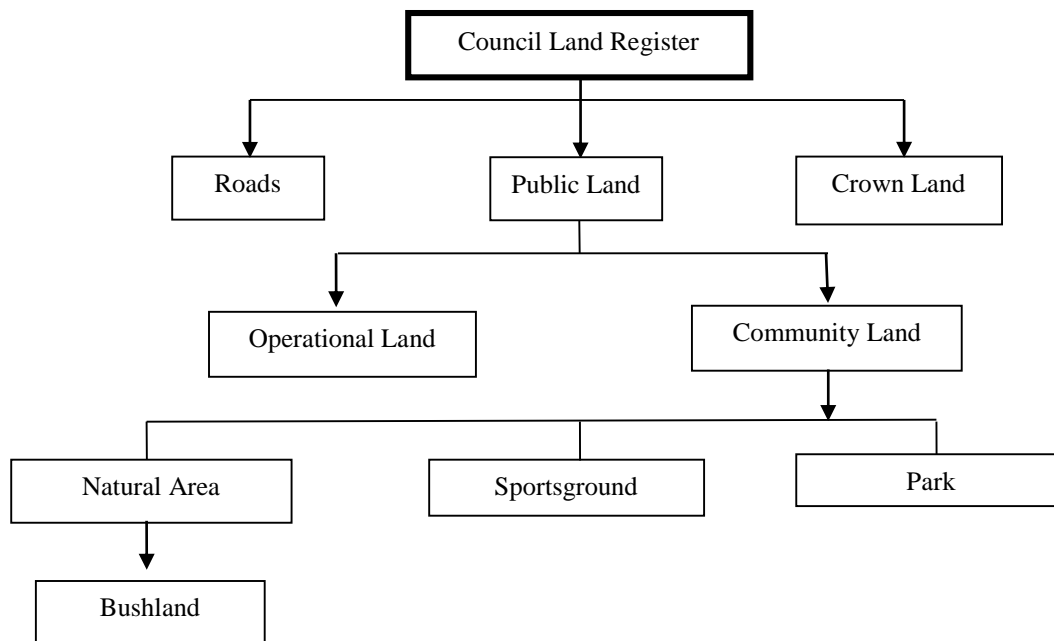 Council Land Register
Roads
Public Land
Crown Land
Operational Land
Community Land
Natural Area
Sportsground
Park
Bushland